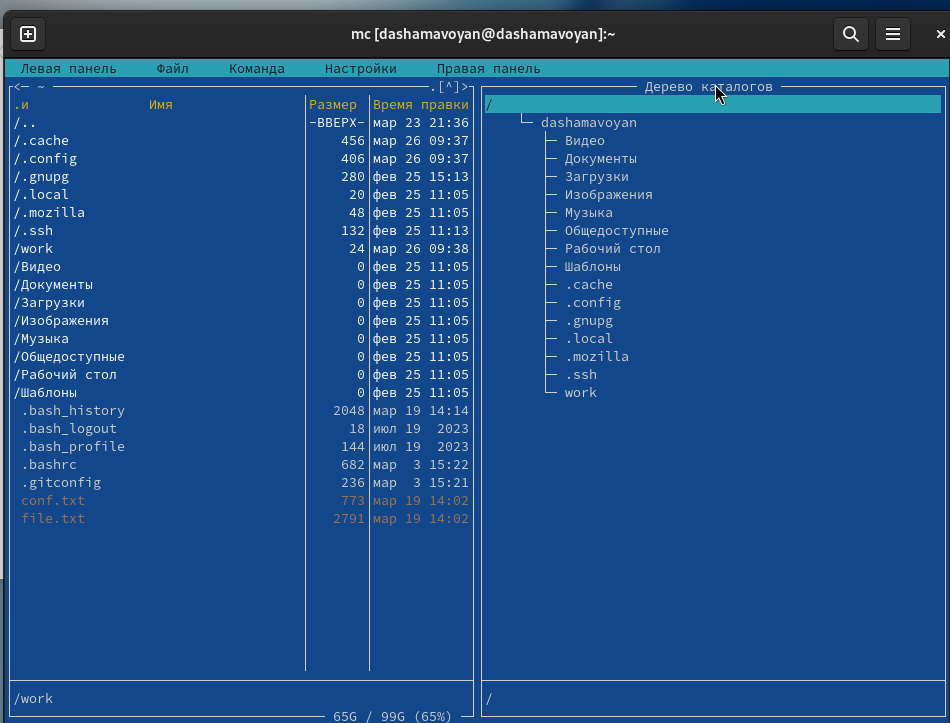 mc [dashamavoyan@dashamavoyan]:~
Левая панель Файл Команда Настройки Правая панель
<─ ~ .[^]>
.и Имя Размер Время правки
/.. -ВВЕРХ- мар 23 21:36
/.cache 456 мар 26 09:37
/.config 406 мар 26 09:37
/.gnupg 280 фев 25 15:13
/.local 20 фев 25 11:05
/.mozilla 48 фев 25 11:05
/.ssh 132 фев 25 11:13
/work 24 мар 26 09:38
/Видео 0 фев 25 11:05
/Документы 0 фев 25 11:05
/Загрузки 0 фев 25 11:05
/Изображения 0 фев 25 11:05
/Музыка 0 фев 25 11:05
/Общедоступные 0 фев 25 11:05
/Рабочий стол 0 фев 25 11:05
/Шаблоны 0 фев 25 11:05
.bash_history 2048 мар 19 14:14
.bash_logout 18 июл 19 2023
.bash_profile 144 июл 19 2023
.bashrc 682 мар 3 15:22
.gitconfig 236 мар 3 15:21
conf.txt 773 мар 19 14:02
file.txt 2791 мар 19 14:02
/work
65G / 99G (65%)
Дерево каталогов
/
dashamavoyan
Видео
Документы
Загрузки
Изображения
Музыка
Общедоступные
Рабочий стол
Шаблоны
.cache
.config
.gnupg
.local
.mozilla
.ssh
work
/